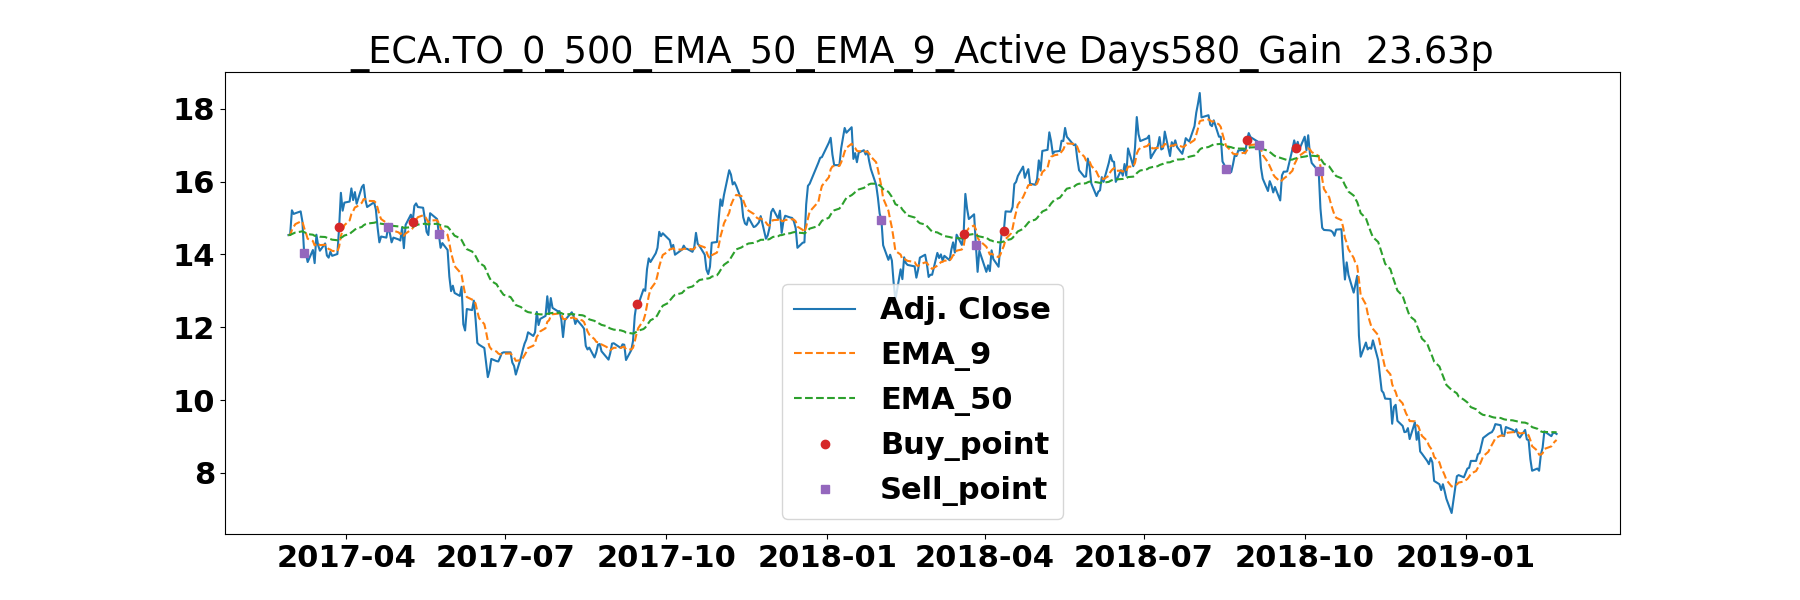 _ECA.TO_0_500_EMA_50_EMA_9_Active Days580_Gain  23.63p
18
16
14
12
10
8
Adj. Close
EMA_9
EMA_50
Buy_point
Sell_point
2017-04 2017-07 2017-10 2018-01 2018-04 2018-07 2018-10 2019-01